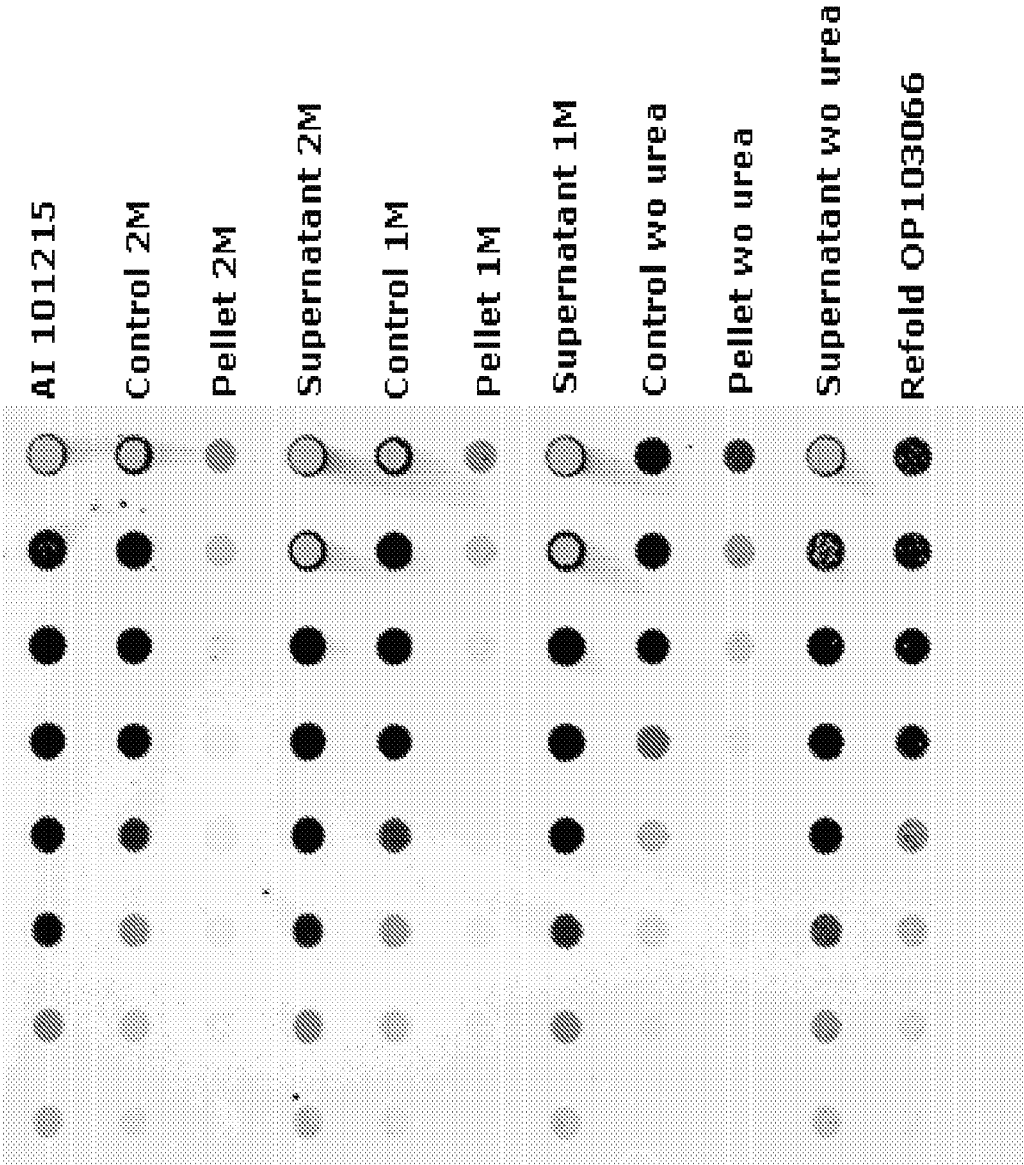 AI 101215
Control 2M
Pellet 2M
Supernatant 2M
Control 1M
Pellet 1M
Supernatant 1M
Control wo urea
Pellet wo urea
Supernatant wo urea
Refold OP103066